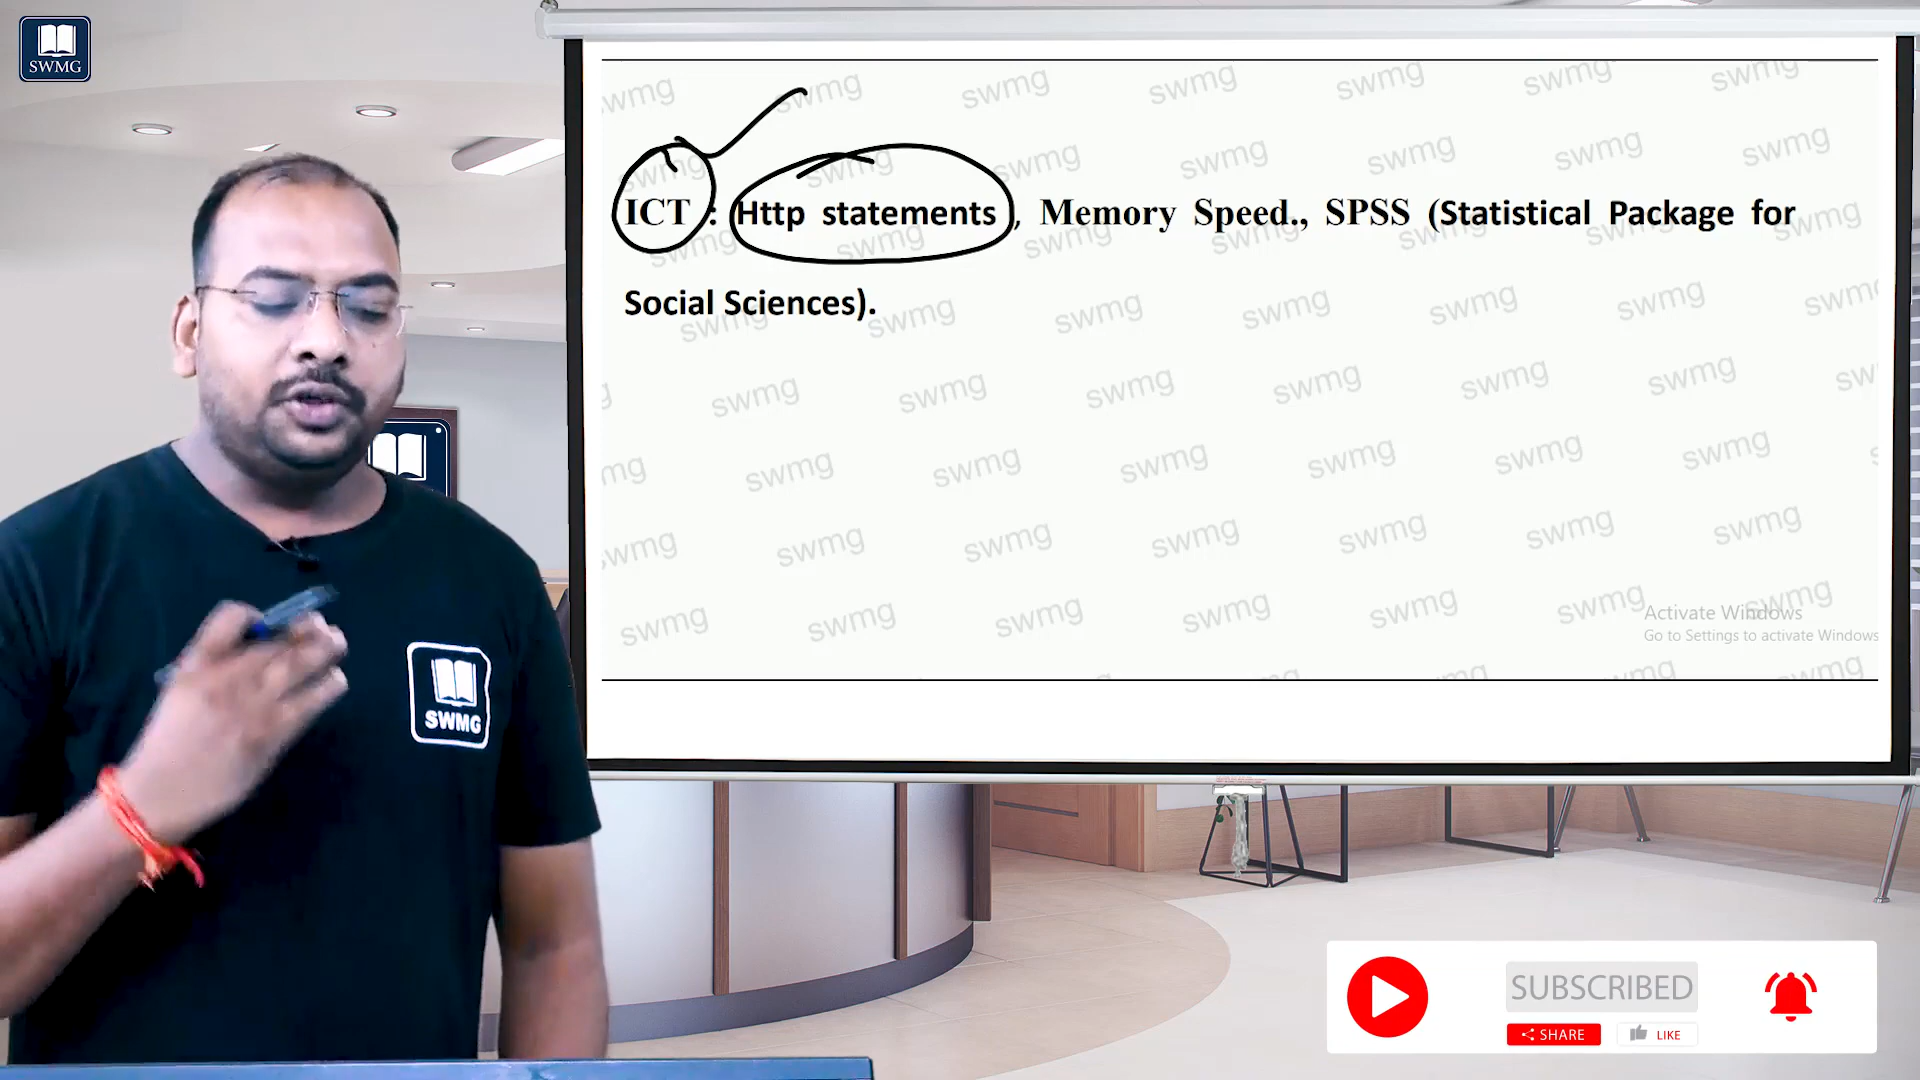 SWMG
ICT : Http statements, Memory Speed., SPSS (Statistical Package for
Social Sciences).
Activate Windows
Go to Settings to activate Windows
SWMG
SUBSCRIBED
SHARE
LIKE
swmg